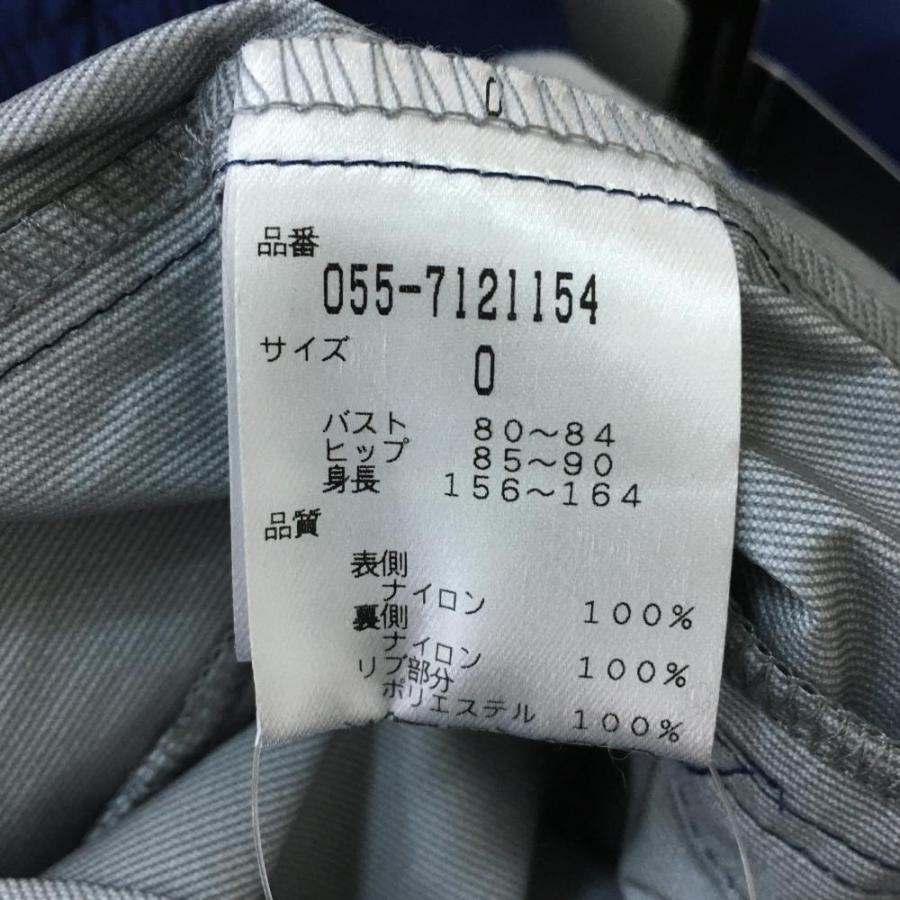 0
品番
055-7121154
サイズ 0
バスト 80〜84
ヒップ 85〜90
身長 156〜164
品質
表側
ナイロン 100%
裏側
ナイロン 100%
リブ部分
ポリエステル 100%